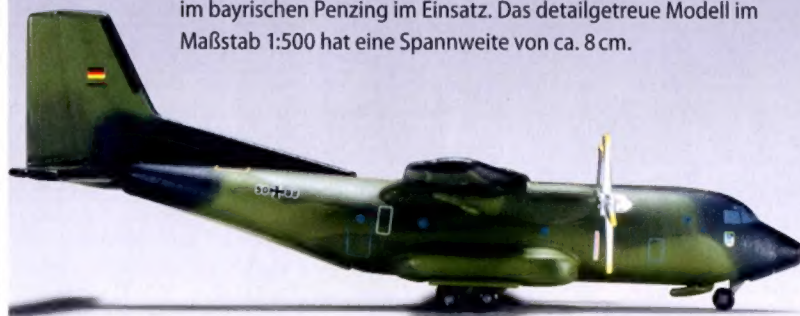 im bayrischen Penzing im Einsatz. Das detailgetreue Modell im
Maßstab 1:500 hat eine Spannweite von ca. 8 cm.